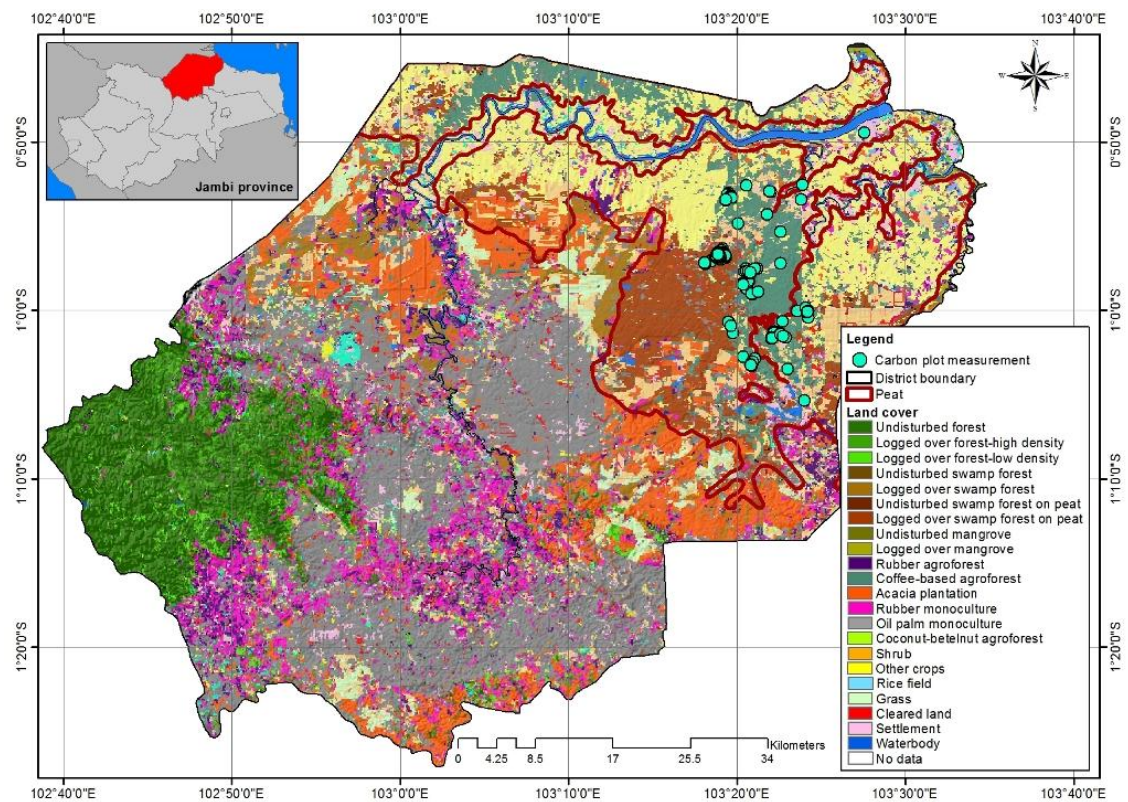 102°40'0"E 102°50'0"E 103°0'0"E 103°10'0"E 103°20'0"E 103°30'0"E 103°40'0"E
Jambi province
N
W E
S
0°50'0"S 0°50'0"S
1°0'0"S 1°0'0"S
1°10'0"S 1°10'0"S
1°20'0"S 1°20'0"S
Legend
Carbon plot measurement
District boundary
Peat
Land cover
Undisturbed forest
Logged over forest-high density
Logged over forest-low density
Undisturbed swamp forest
Logged over swamp forest
Undisturbed swamp forest on peat
Logged over swamp forest on peat
Undisturbed mangrove
Logged over mangrove
Rubber agroforest
Coffee-based agroforest
Acacia plantation
Rubber monoculture
Oil palm monoculture
Coconut-betelnut agroforest
Shrub
Other crops
Rice field
Grass
Cleared land
Settlement
Waterbody
No data
Kilometers
0 4.25 8.5 17 25.5 34
102°40'0"E 102°50'0"E 103°0'0"E 103°10'0"E 103°20'0"E 103°30'0"E 103°40'0"E